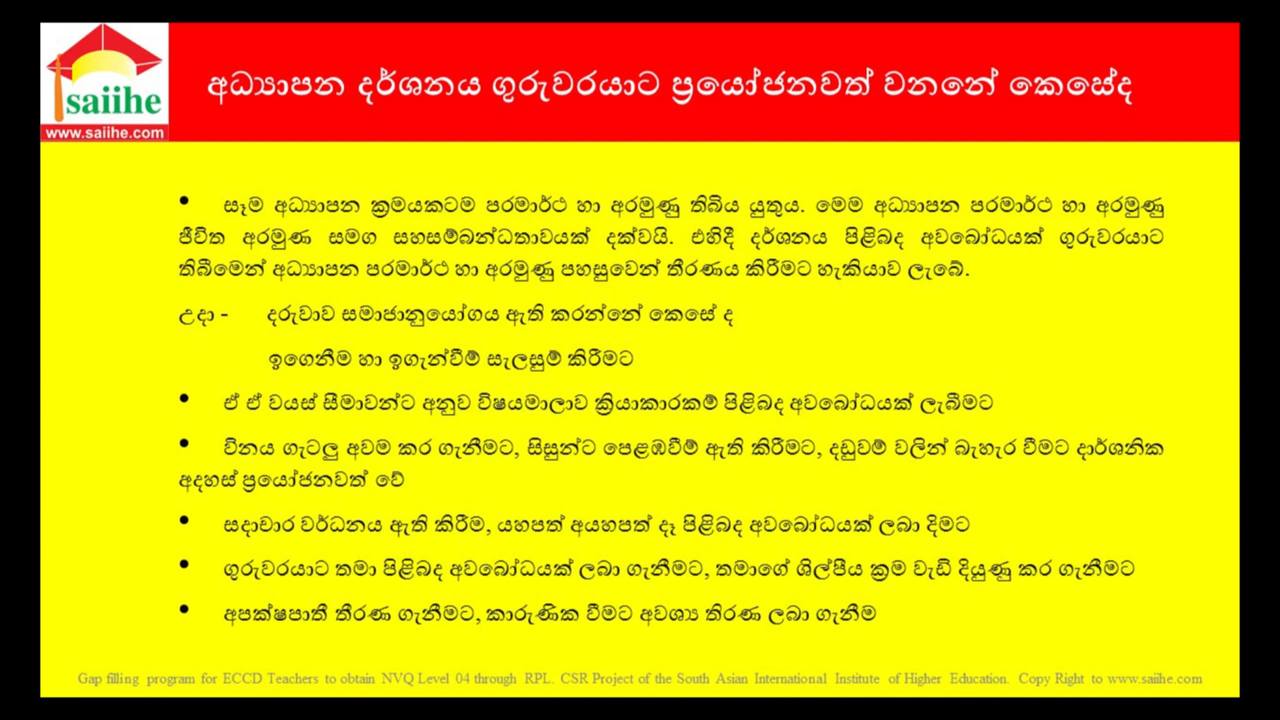 saiihe
www.saiihe.com
අධ්‍යාපන දර්ශනය ගුරුවරයාට ප්‍රයෝජනවත් වනනේ කෙසේද
• සෑම අධ්‍යාපන ක්‍රමයකටම පරමාර්ථ හා අරමුණු තිබිය යුතුය. මෙම අධ්‍යාපන පරමාර්ථ හා අරමුණු
ජීවිත අරමුණ සමග සහසම්බන්ධතාවයක් දක්වයි. එහිදී දර්ශනය පිළිබද අවබෝධයක් ගුරුවරයාට
තිබීමෙන් අධ්‍යාපන පරමාර්ථ හා අරමුණු පහසුවෙන් තීරණය කිරීමට හැකියාව ලැබේ.
උදා - දරුවාව සමාජානුයෝගය ඇති කරන්නේ කෙසේ ද
ඉගෙනීම හා ඉගැන්වීම් සැලසුම් කිරීමට
• ඒ ඒ වයස් සීමාවන්ට අනුව විෂයමාලාව ක්‍රියාකාරකම් පිළිබද අවබෝධයක් ලැබීමට
• විනය ගැටලු අවම කර ගැනීමට, සිසුන්ට පෙළඹවීම් ඇති කිරීමට, දඩුවම් වලින් බැහැර වීමට දාර්ශනික
අදහස් ප්‍රයෝජනවත් වේ
• සදාචාර වර්ධනය ඇති කිරීම, යහපත් අයහපත් දෑ පිළිබද අවබෝධයක් ලබා දිමට
• ගුරුවරයාට තමා පිළිබද අවබෝධයක් ලබා ගැනීමට, තමාගේ ශිල්පීය ක්‍රම වැඩි දියුණු කර ගැනීමට
• අපක්ෂපාතී තීරණ ගැනීමට, කාරුණික වීමට අවශ්‍ය තිරණ ලබා ගැනීම
Gap filling program for ECCD Teachers to obtain NVQ Level 04 through RPL. CSR Project of the South Asian International Institute of Higher Education. Copy Right to www.saiihe.com